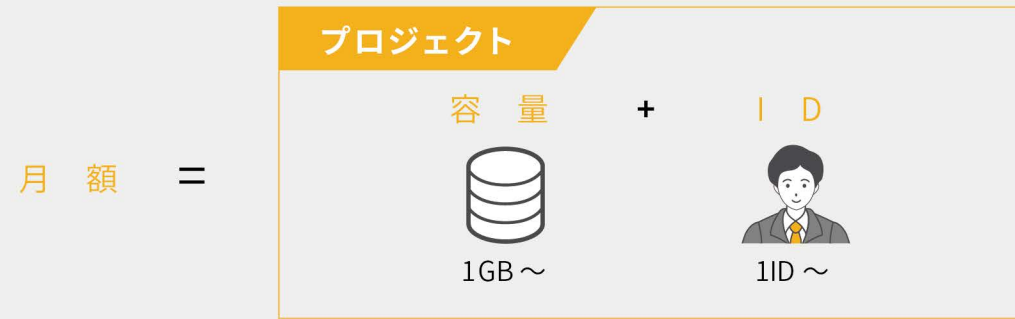 プロジェクト
容 量 + I D
月 額 =
1GB～ 1ID～